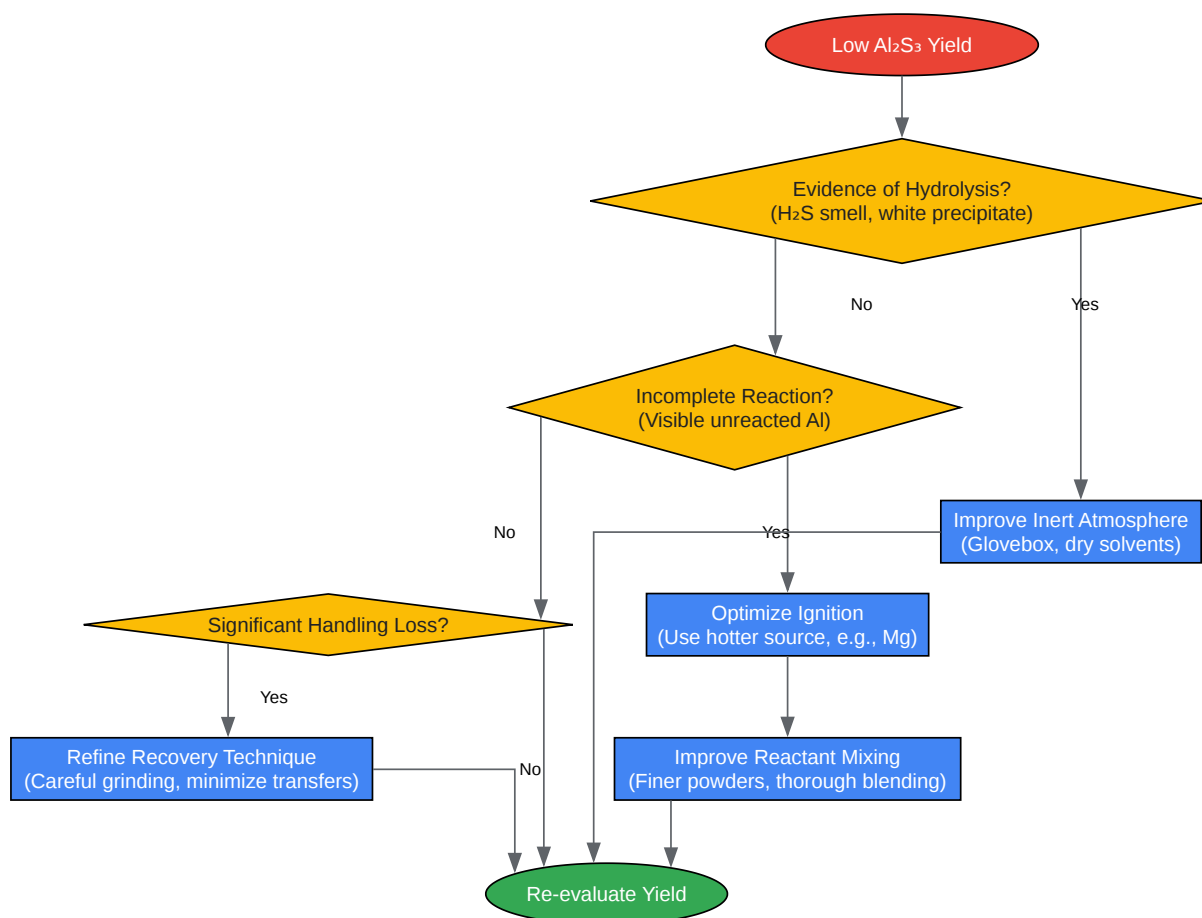 Low Al₂S₃ Yield
Evidence of Hydrolysis?
(H₂S smell, white precipitate)
No
Yes
Incomplete Reaction?
(Visible unreacted Al)
No
Yes
Improve Inert Atmosphere
(Glovebox, dry solvents)
Optimize Ignition
(Use hotter source, e.g., Mg)
Significant Handling Loss?
Yes
No
Refine Recovery Technique
(Careful grinding, minimize transfers)
Improve Reactant Mixing
(Finer powders, thorough blending)
Re-evaluate Yield